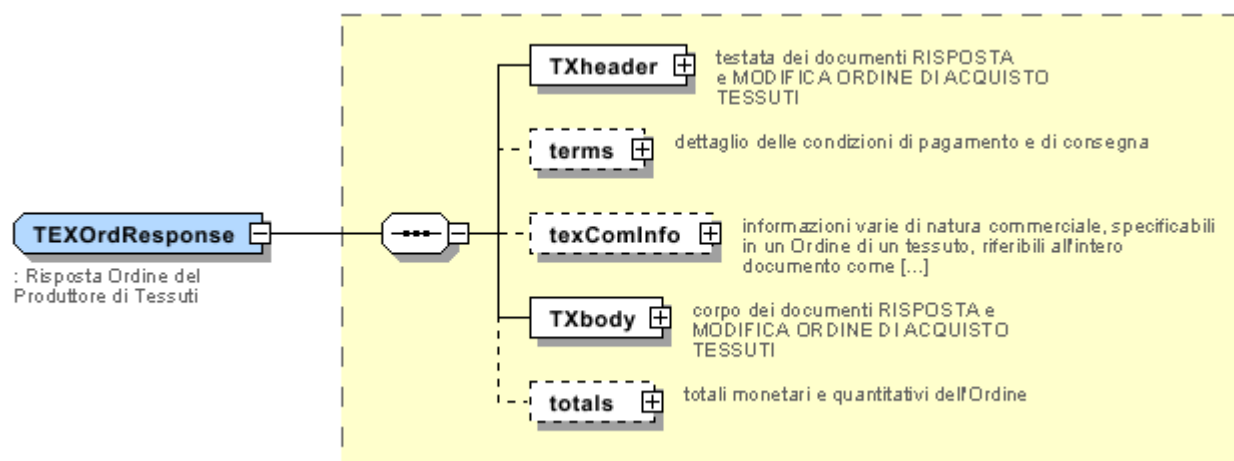 TXheader
testata dei documenti RISPOSTA
e MODIFICA ORDINE DI ACQUISTO
TESSUTI
terms
dettaglio delle condizioni di pagamento e di consegna
TEXOrdResponse
: Risposta Ordine del
Produttore di Tessuti
texComInfo
informazioni varie di natura commerciale, specificabili
in un Ordine di un tessuto, riferibili all'intero
documento come [...]
TXbody
corpo dei documenti RISPOSTA e
MODIFICA ORDINE DI ACQUISTO
TESSUTI
totals
totali monetari e quantitativi dell'Ordine